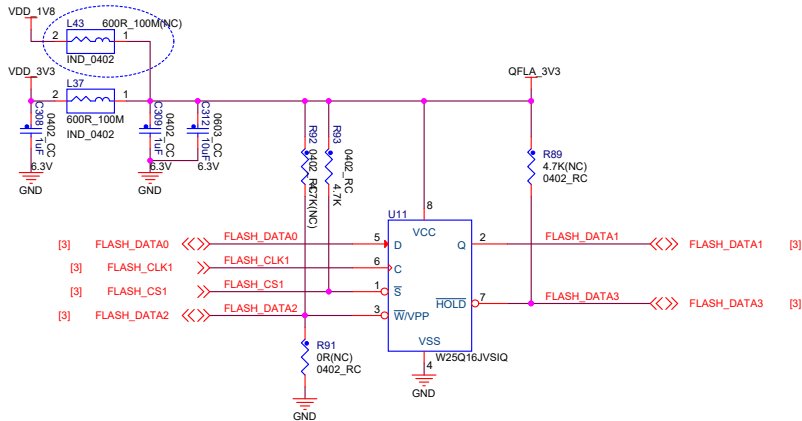 VDD_1V8
L43
600R_100M(NC)
2
1
IND_0402
VDD_3V3
L37
2
1
600R_100M
IND_0402
QFLA_3V3
C308
1uF
0402_CC
6.3V
GND
C309
1uF
0402_CC
6.3V
C312
10uF
0603_CC
6.3V
GND
R92
4.7K(NC)
0402_RC
R93
4.7K
0402_RC
R89
4.7K(NC)
0402_RC
U11
8
VCC
[3]
FLASH_DATA0
FLASH_DATA0
5
D
Q
2
FLASH_DATA1
FLASH_DATA1
[3]
[3]
FLASH_CLK1
FLASH_CLK1
6
C
[3]
FLASH_CS1
FLASH_CS1
1
S
[3]
FLASH_DATA2
FLASH_DATA2
3
W/VPP
HOLD
7
FLASH_DATA3
FLASH_DATA3
[3]
VSS
W25Q16JVSIQ
4
GND
R91
0R(NC)
0402_RC
GND